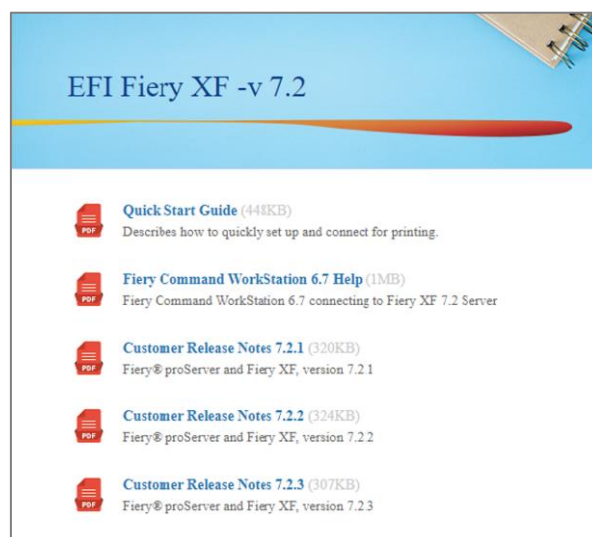 EFI Fiery XF -v 7.2
PDF
Quick Start Guide (448KB)
Describes how to quickly set up and connect for printing.
PDF
Fiery Command WorkStation 6.7 Help (1MB)
Fiery Command WorkStation 6.7 connecting to Fiery XF 7.2 Server
PDF
Customer Release Notes 7.2.1 (320KB)
Fiery® proServer and Fiery XF, version 7.2.1
PDF
Customer Release Notes 7.2.2 (324KB)
Fiery® proServer and Fiery XF, version 7.2.2
PDF
Customer Release Notes 7.2.3 (307KB)
Fiery® proServer and Fiery XF, version 7.2.3